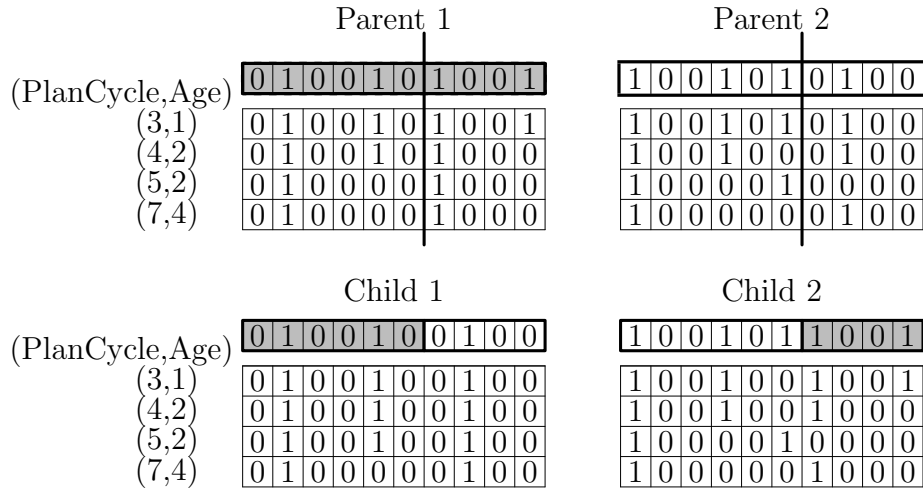 Parent 1 Parent 2
(PlanCycle,Age) 0 1 0 0 1 0 1 0 0 1 1 0 0 1 0 1 0 1 0 0
(3,1) 0 1 0 0 1 0 1 0 0 1 1 0 0 1 0 1 0 1 0 0
(4,2) 0 1 0 0 1 0 1 0 0 0 1 0 0 1 0 0 0 1 0 0
(5,2) 0 1 0 0 0 0 1 0 0 0 1 0 0 0 0 1 0 0 0 0
(7,4) 0 1 0 0 0 0 1 0 0 0 1 0 0 0 0 0 0 1 0 0
Child 1 Child 2
(PlanCycle,Age) 0 1 0 0 1 0 0 1 0 0 1 0 0 1 0 1 1 0 0 1
(3,1) 0 1 0 0 1 0 0 1 0 0 1 0 0 1 0 0 1 0 0 1
(4,2) 0 1 0 0 1 0 0 1 0 0 1 0 0 1 0 0 1 0 0 0
(5,2) 0 1 0 0 1 0 0 1 0 0 1 0 0 0 0 1 0 0 0 0
(7,4) 0 1 0 0 0 0 0 1 0 0 1 0 0 0 0 0 1 0 0 0